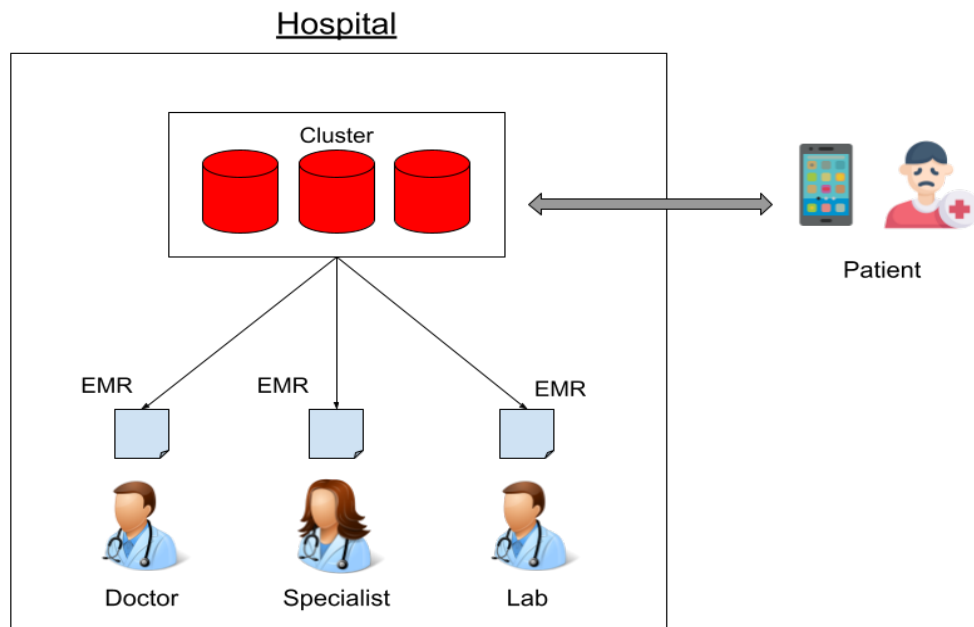 Hospital
Cluster
Patient
EMR
EMR
EMR
Doctor
Specialist
Lab